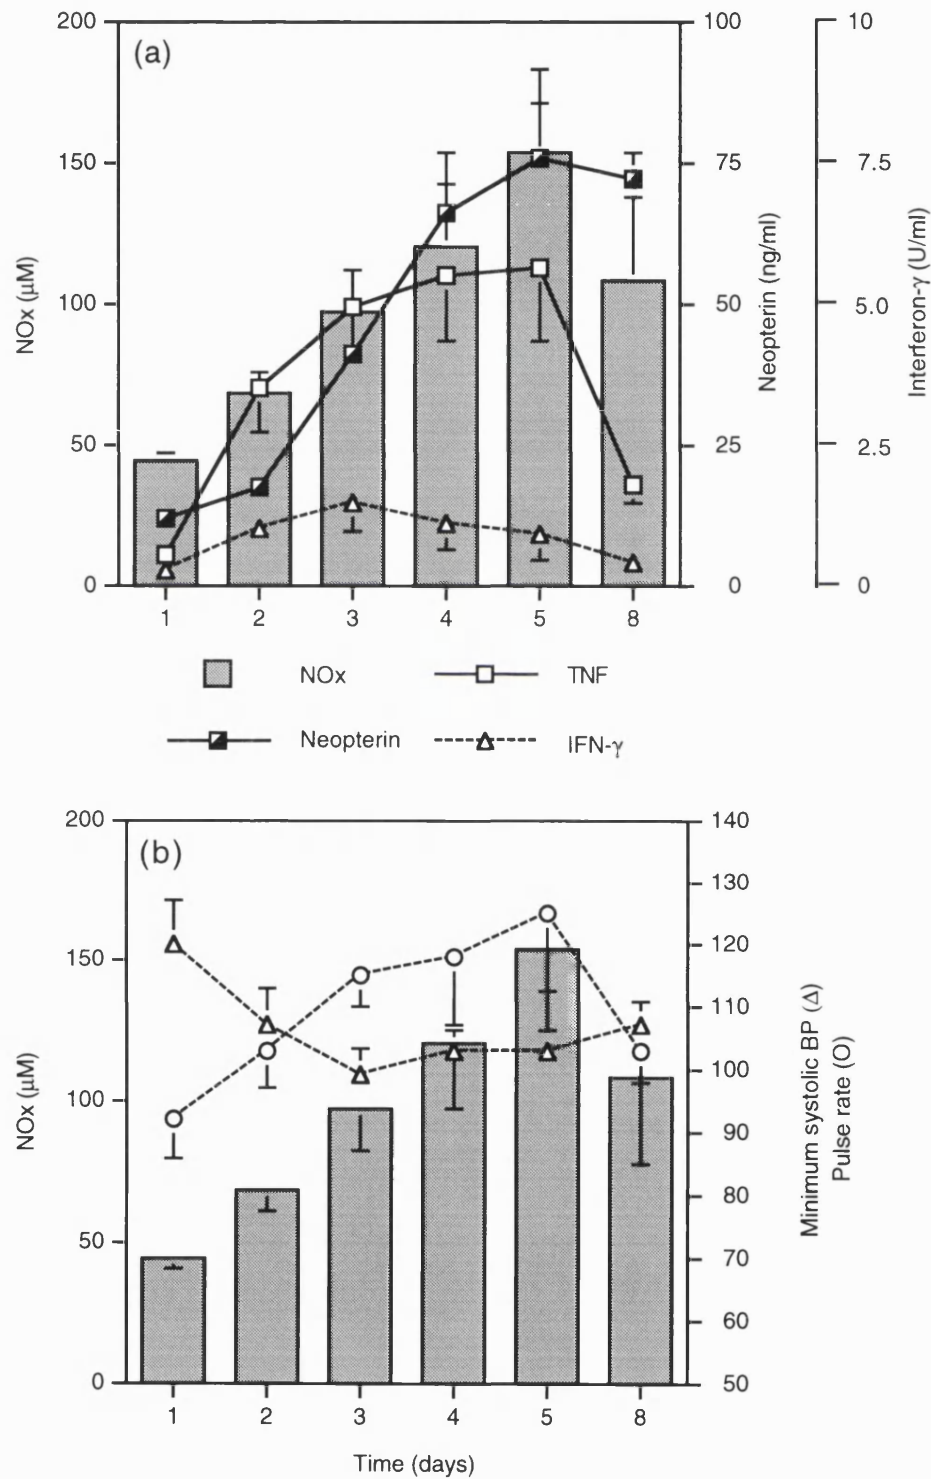 (a)
NOx (µM)
200
150
100
50
0
Neopterin (ng/ml)
100
75
50
25
0
Interferon-γ (U/ml)
10
7.5
5.0
2.5
0
1 2 3 4 5 8
NOx
TNF
Neopterin
IFN-γ
(b)
NOx (µM)
200
150
100
50
0
Minimum systolic BP (Δ)
Pulse rate (O)
140
130
120
110
100
90
80
70
60
50
1 2 3 4 5 8
Time (days)